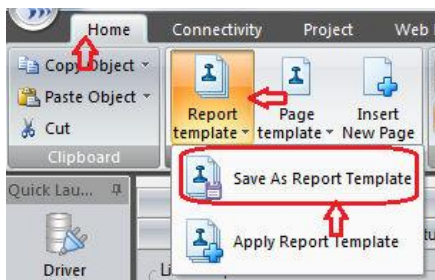 Home Connectivity Project Web
Copy Object
Paste Object
Cut
Clipboard
Report template
Page template
Insert New Page
Save As Report Template
Apply Report Template
Quick Lau...
Driver